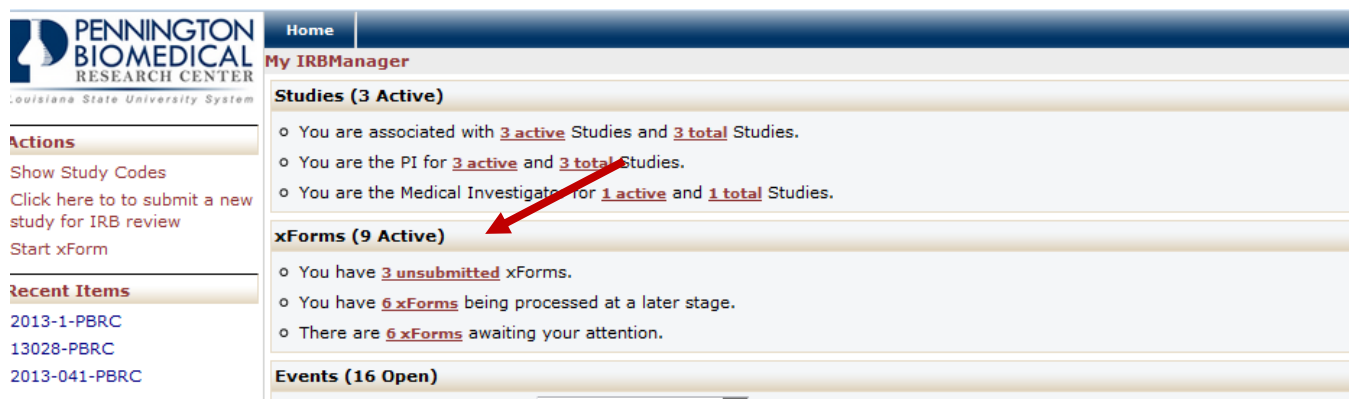 PENNINGTON
BIOMEDICAL
RESEARCH CENTER
Louisiana State University System
Actions
Show Study Codes
Click here to to submit a new
study for IRB review
Start xForm
Recent Items
2013-1-PBRC
13028-PBRC
2013-041-PBRC
Home
My IRBManager
Studies (3 Active)
You are associated with 3 active Studies and 3 total Studies.
You are the PI for 3 active and 3 total Studies.
You are the Medical Investigator for 1 active and 1 total Studies.
xForms (9 Active)
You have 3 unsubmitted xForms.
You have 6 xForms being processed at a later stage.
There are 6 xForms awaiting your attention.
Events (16 Open)